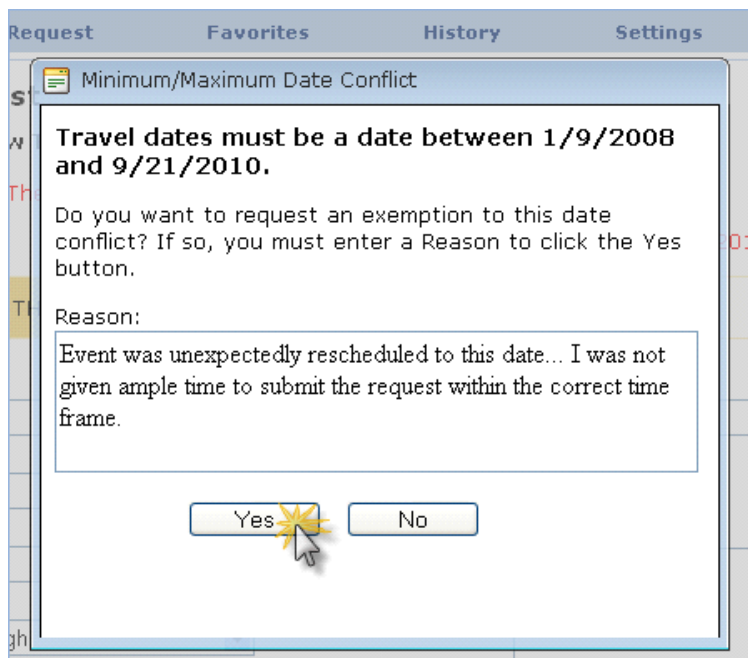 Request Favorites History Settings
Minimum/Maximum Date Conflict
Travel dates must be a date between 1/9/2008
and 9/21/2010.
Do you want to request an exemption to this date
conflict? If so, you must enter a Reason to click the Yes
button.
Reason:
Event was unexpectedly rescheduled to this date... I was not
given ample time to submit the request within the correct time
frame.
Yes No